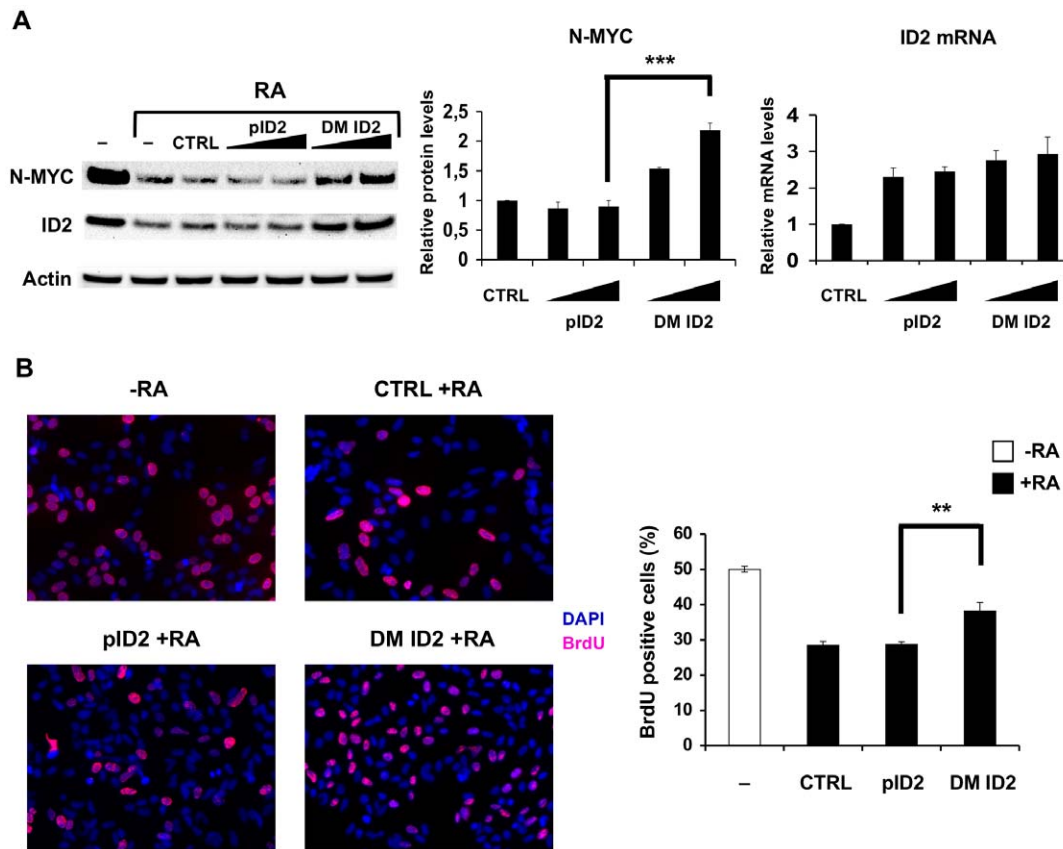 A
RA
– – CTRL pID2 DM ID2
N-MYC
ID2
Actin
N-MYC
***
Relative protein levels
2,5
2
1,5
1
0,5
0
CTRL
pID2
DM ID2
ID2 mRNA
Relative mRNA levels
4
3
2
1
0
CTRL
pID2
DM ID2
B
-RA
CTRL +RA
pID2 +RA
DM ID2 +RA
DAPI
BrdU
-RA
+RA
**
BrdU positive cells (%)
60
50
40
30
20
10
0
– CTRL pID2 DM ID2